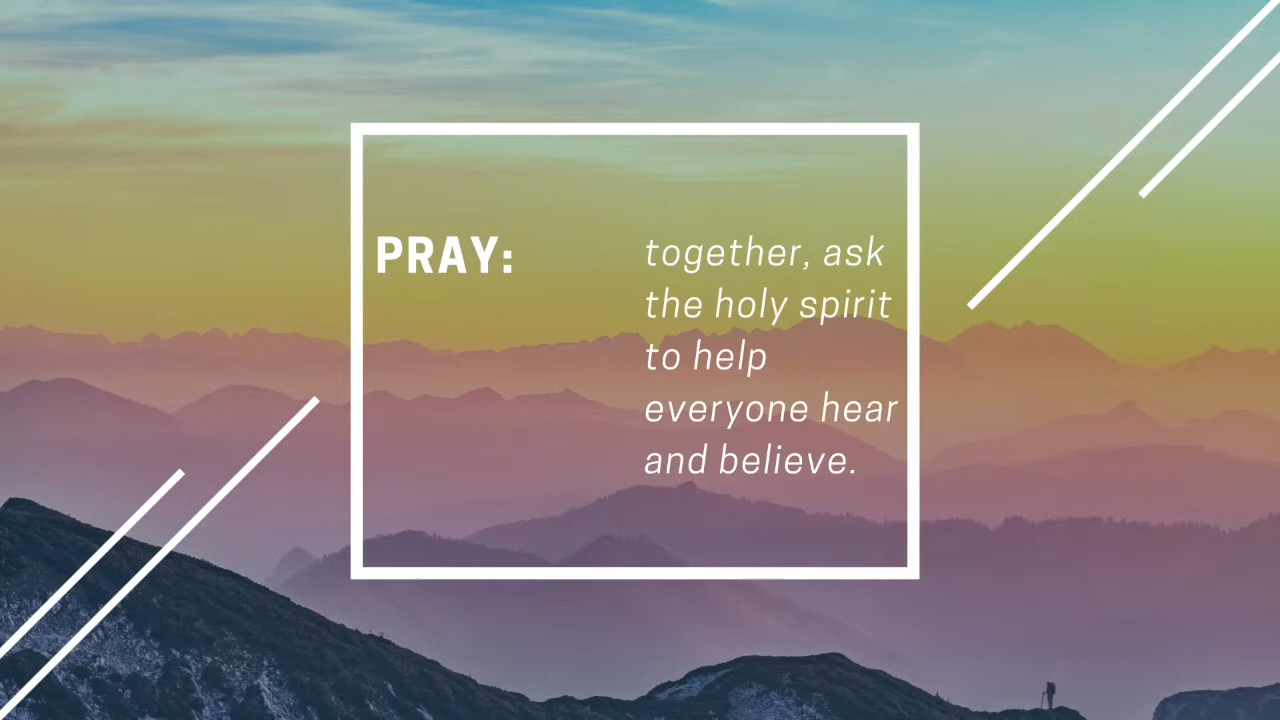 PRAY:
together, ask
the holy spirit
to help
everyone hear
and believe.